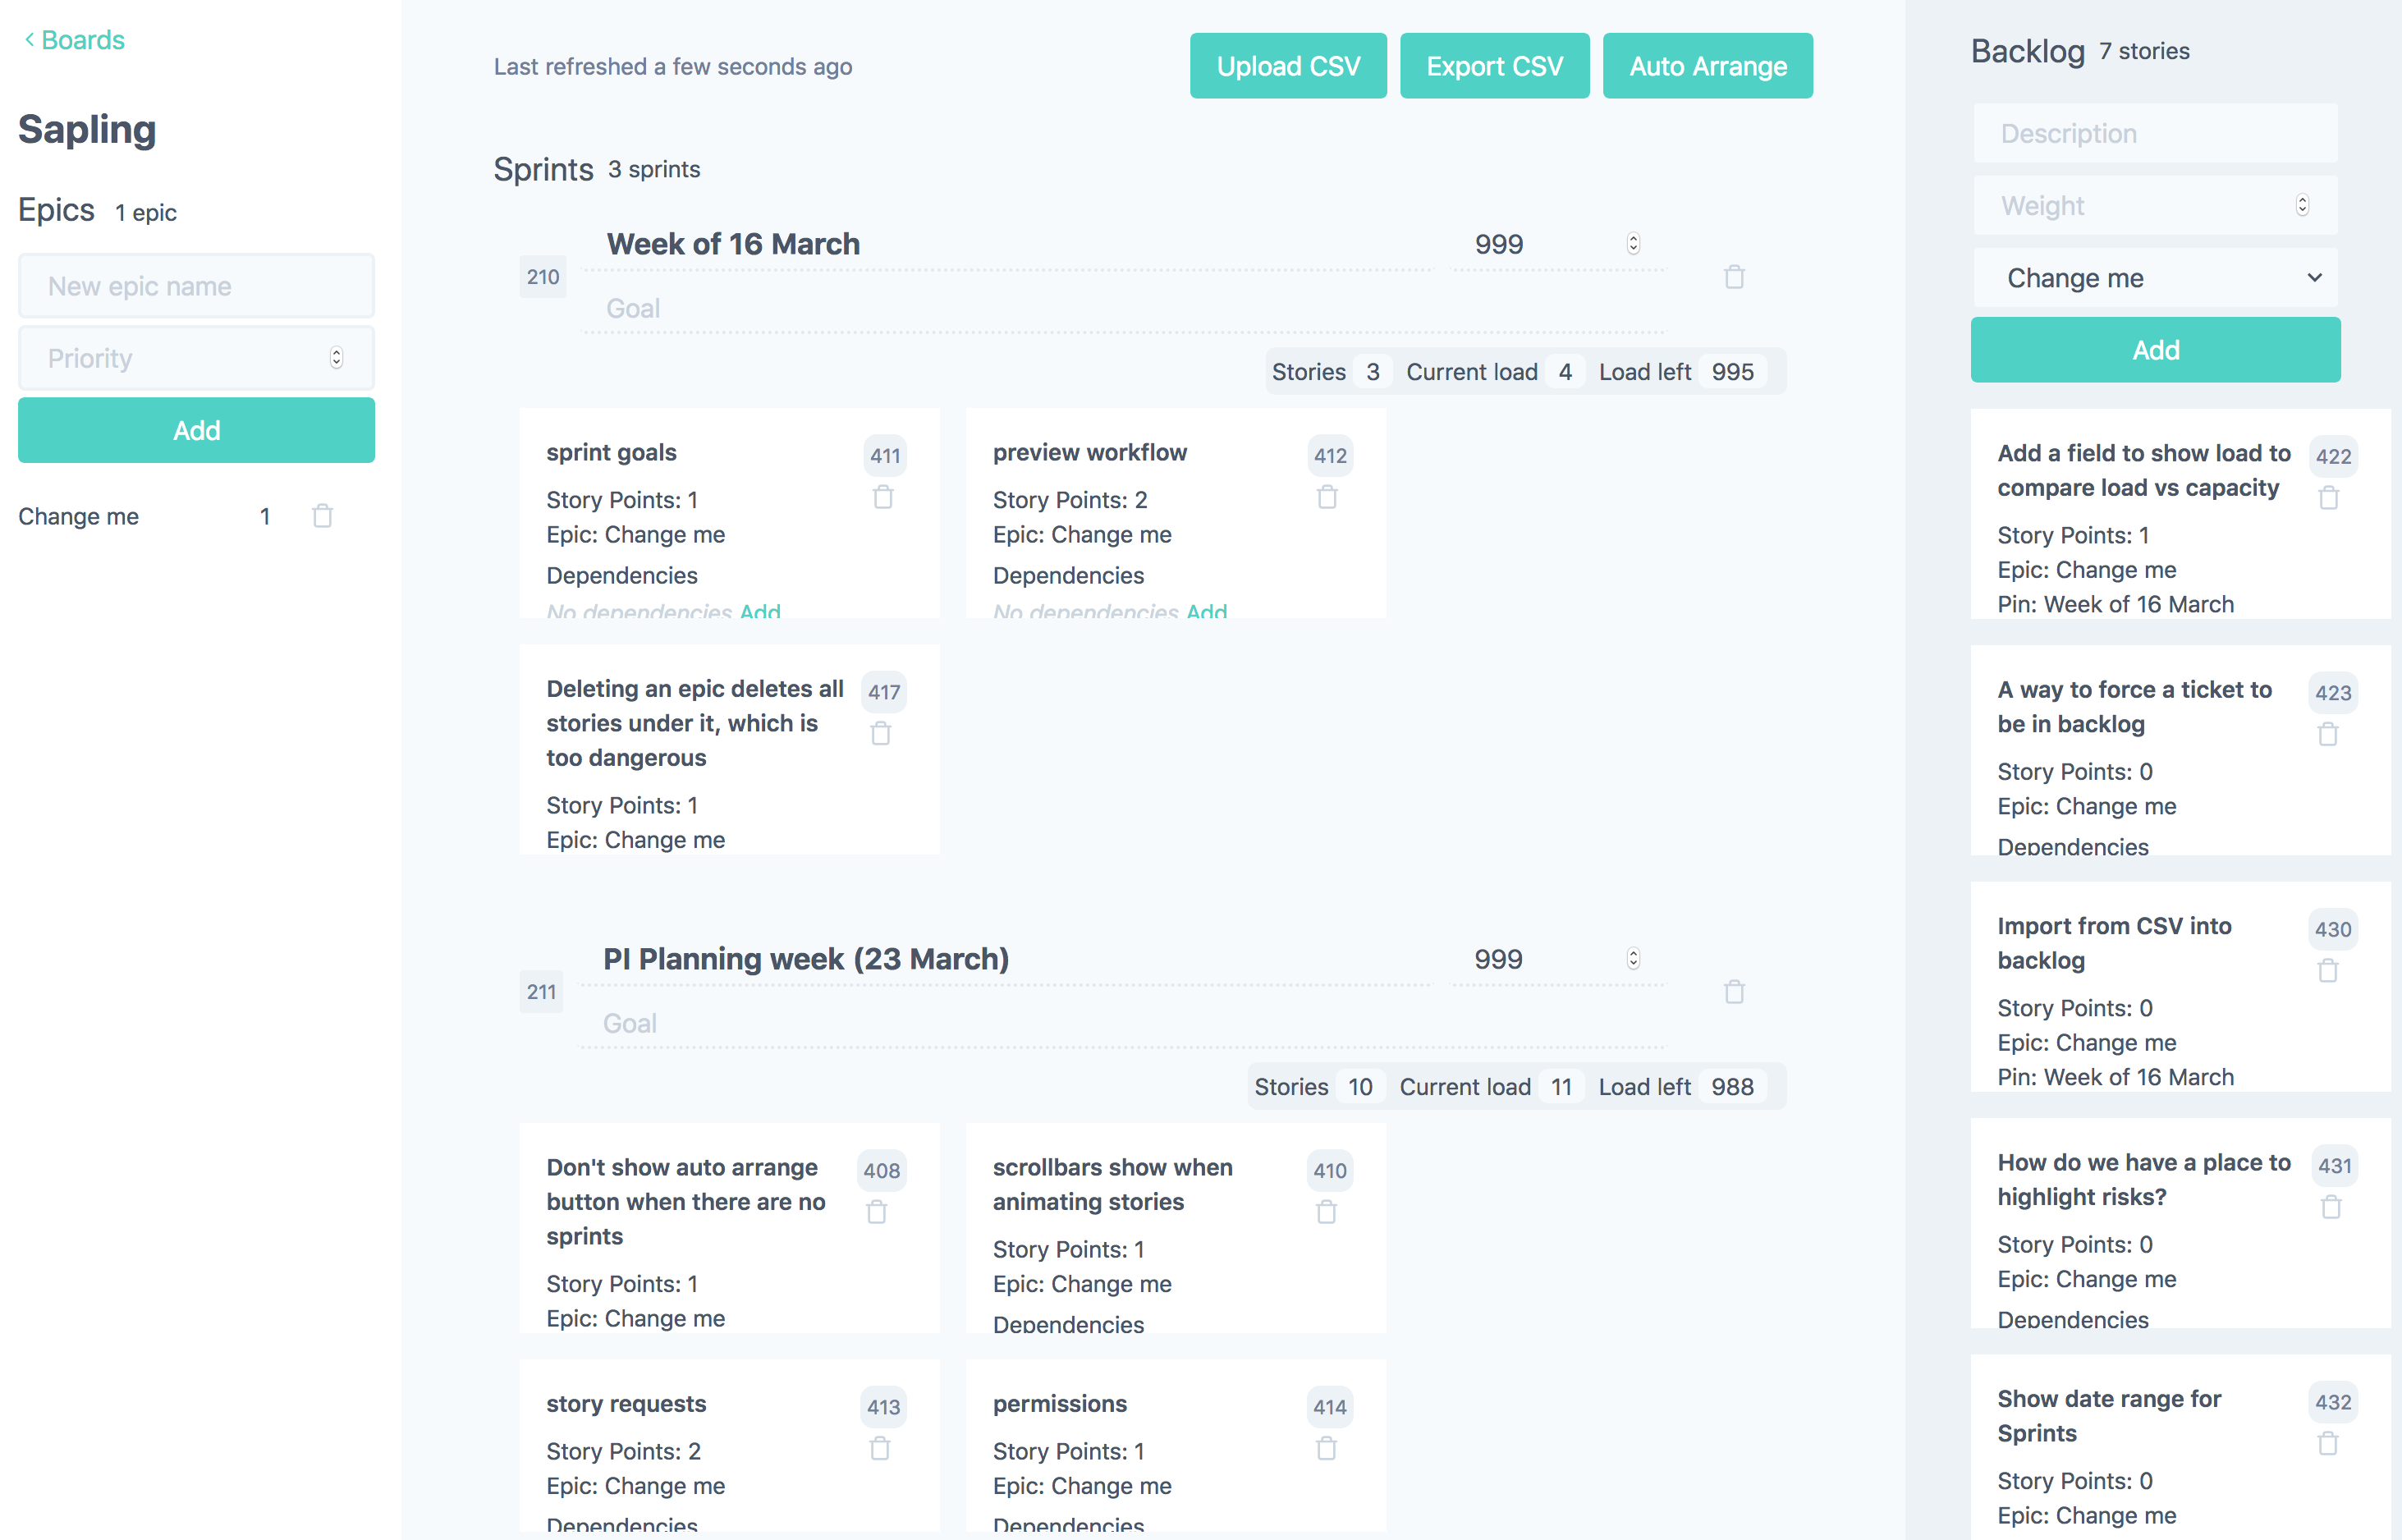 Boards
Sapling
Epics 1 epic
New epic name
Priority
Add
Change me 1
Last refreshed a few seconds ago
Upload CSV
Export CSV
Auto Arrange
Sprints 3 sprints
210
Week of 16 March
999
Goal
Stories 3 Current load 4 Load left 995
sprint goals
411
Story Points: 1
Epic: Change me
Dependencies
No dependencies Add
preview workflow
412
Story Points: 2
Epic: Change me
Dependencies
No dependencies Add
Deleting an epic deletes all
stories under it, which is
too dangerous
417
Story Points: 1
Epic: Change me
211
PI Planning week (23 March)
999
Goal
Stories 10 Current load 11 Load left 988
Don't show auto arrange
button when there are no
sprints
408
Story Points: 1
Epic: Change me
scrollbars show when
animating stories
410
Story Points: 1
Epic: Change me
Dependencies
story requests
413
Story Points: 2
Epic: Change me
Dependencies
permissions
414
Story Points: 1
Epic: Change me
Dependencies
Backlog 7 stories
Description
Weight
Change me
Add
Add a field to show load to
compare load vs capacity
422
Story Points: 1
Epic: Change me
Pin: Week of 16 March
A way to force a ticket to
be in backlog
423
Story Points: 0
Epic: Change me
Dependencies
Import from CSV into
backlog
430
Story Points: 0
Epic: Change me
Pin: Week of 16 March
How do we have a place to
highlight risks?
431
Story Points: 0
Epic: Change me
Dependencies
Show date range for
Sprints
432
Story Points: 0
Epic: Change me